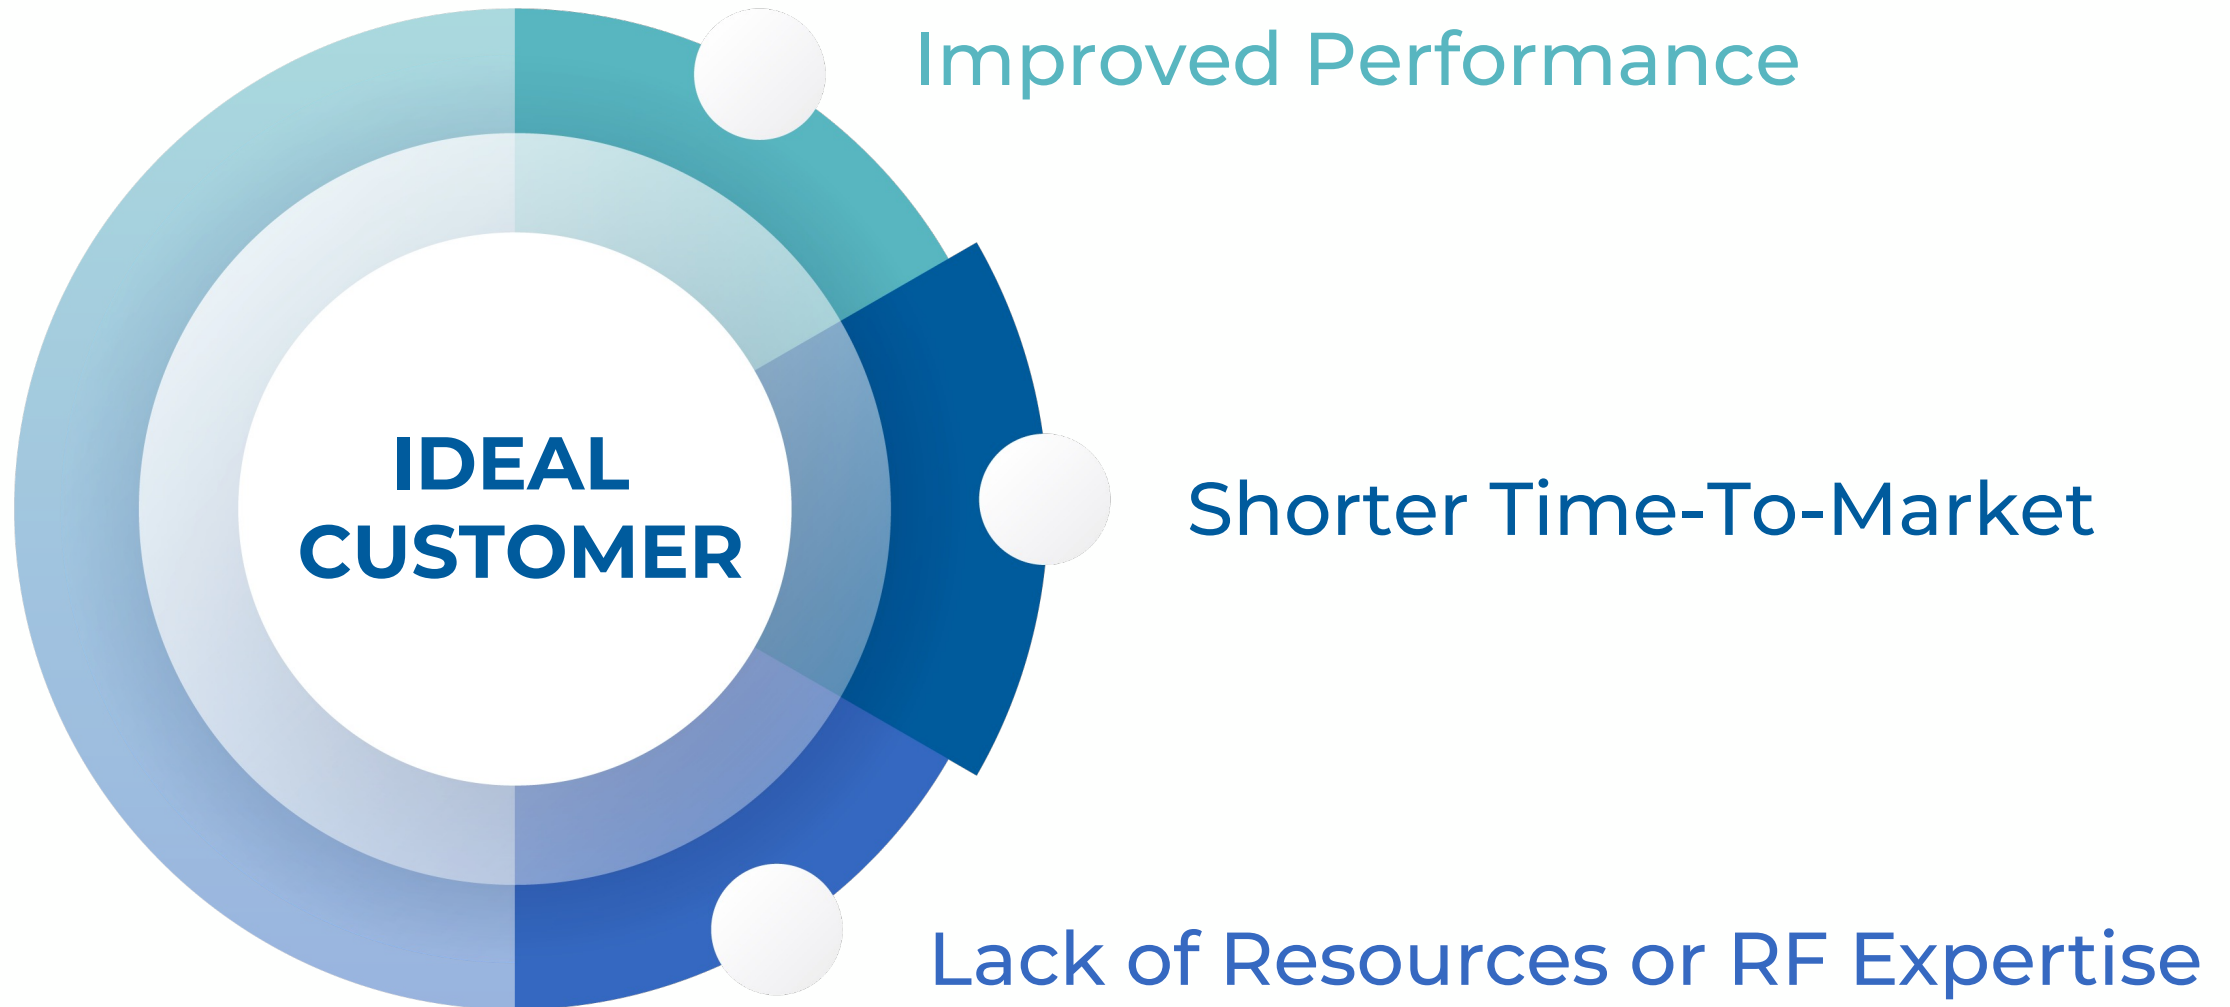 Improved Performance
IDEAL
CUSTOMER
Shorter Time-To-Market
Lack of Resources or RF Expertise